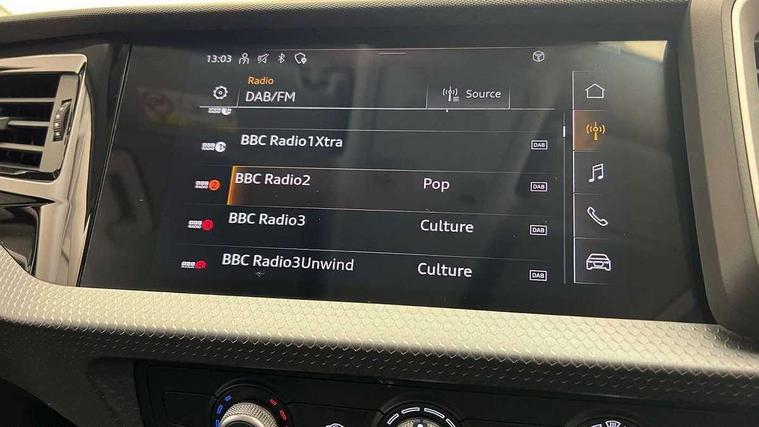 13:03
Radio
DAB/FM
Source
BBC Radio1Xtra DAB
BBC Radio2 Pop DAB
BBC Radio3 Culture DAB
BBC Radio3Unwind Culture DAB